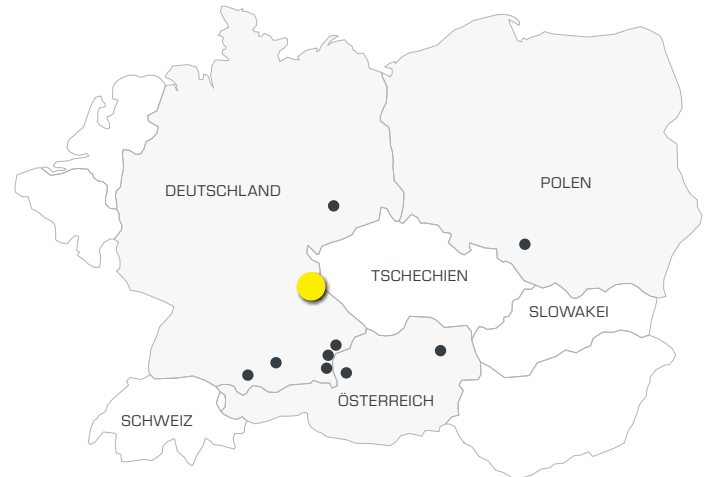 POLEN
DEUTSCHLAND
TSCHECHIEN
SLOWAKEI
ÖSTERREICH
SCHWEIZ